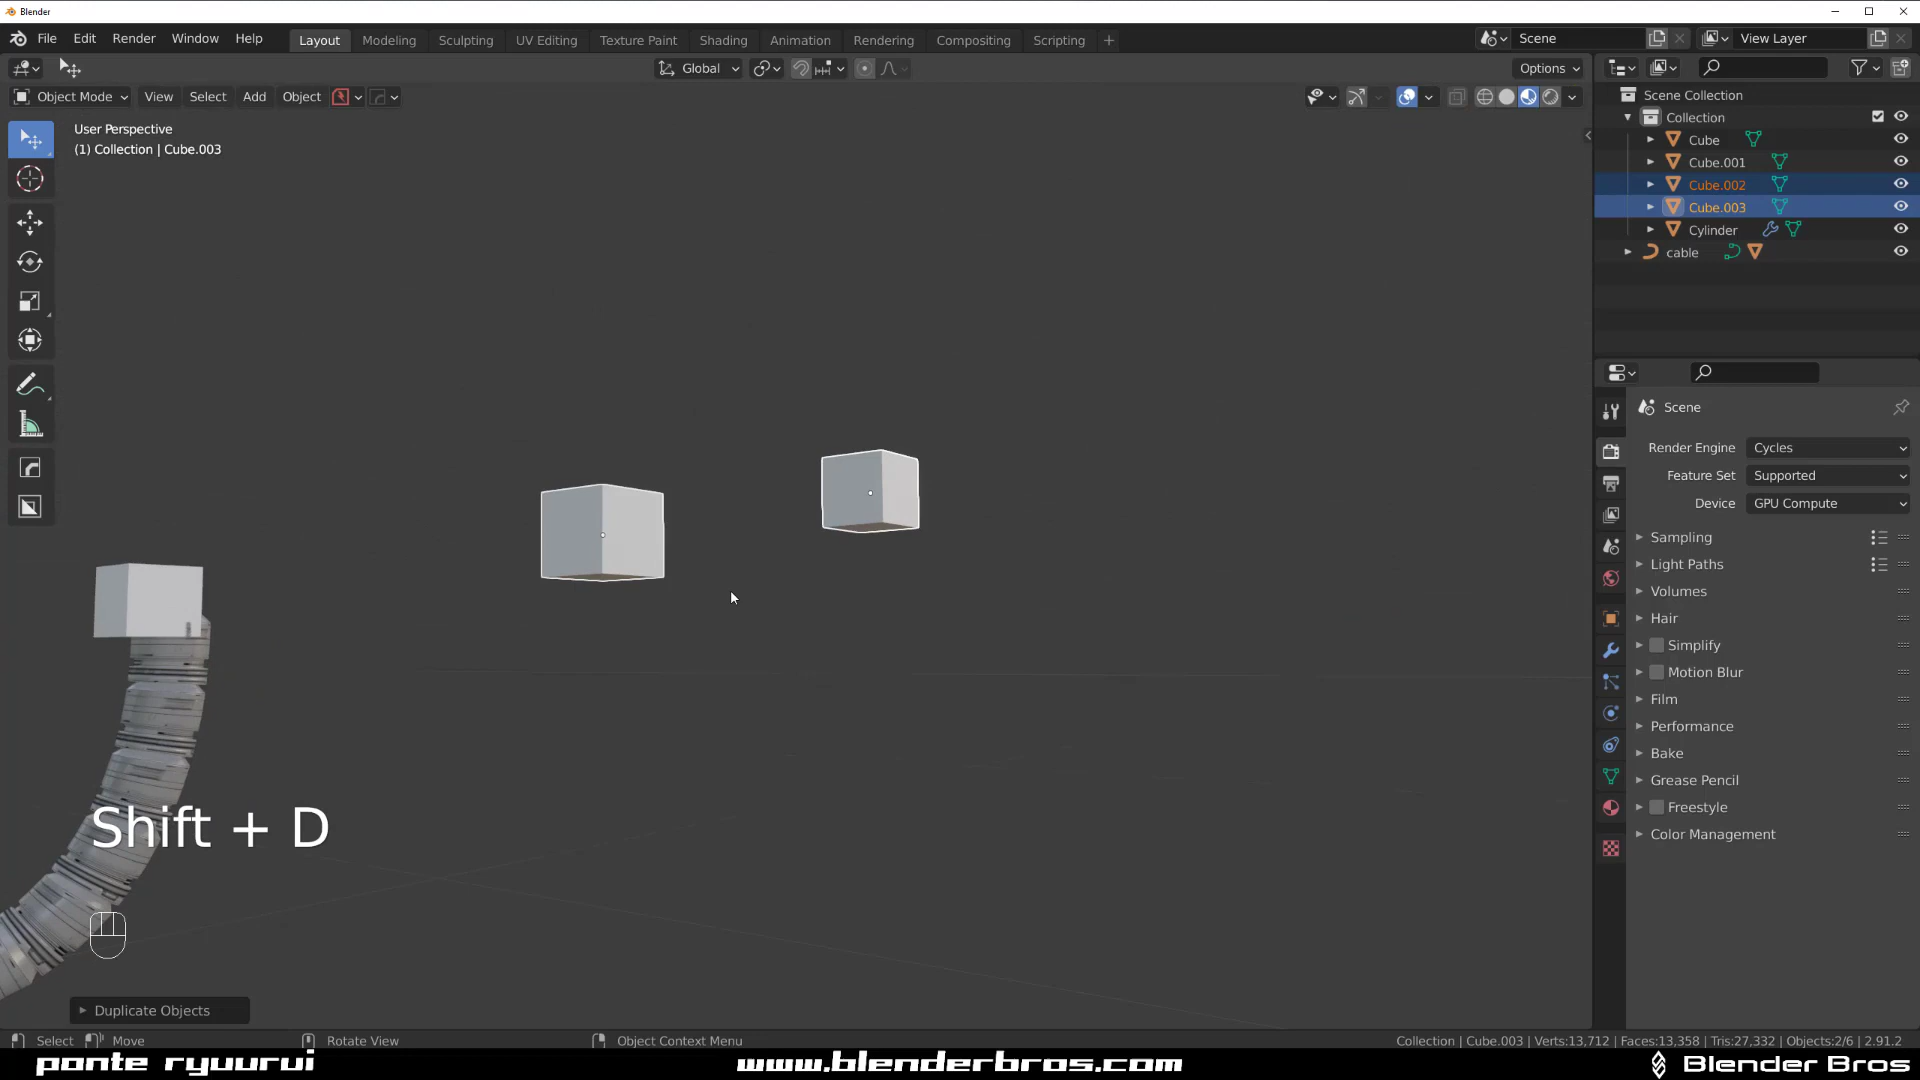 Blender
File Edit Render Window Help Layout Modeling Sculpting UV Editing Texture Paint Shading Animation Rendering Compositing Scripting + Scene View Layer
Global Options
Object Mode View Select Add Object
User Perspective
(1) Collection | Cube.003
Scene Collection
Collection
Cube
Cube.001
Cube.002
Cube.003
Cylinder
cable
Scene
Render Engine Cycles
Feature Set Supported
Device GPU Compute
Sampling
Light Paths
Volumes
Hair
Simplify
Motion Blur
Film
Performance
Bake
Grease Pencil
Freestyle
Color Management
Shift + D
Duplicate Objects
Select Move Rotate View Object Context Menu Collection | Cube.003 | Verts:13,712 | Faces:13,358 | Tris:27,332 | Objects:2/6 | 2.91.2
ponte ryuurui www.blenderbros.com Blender Bros